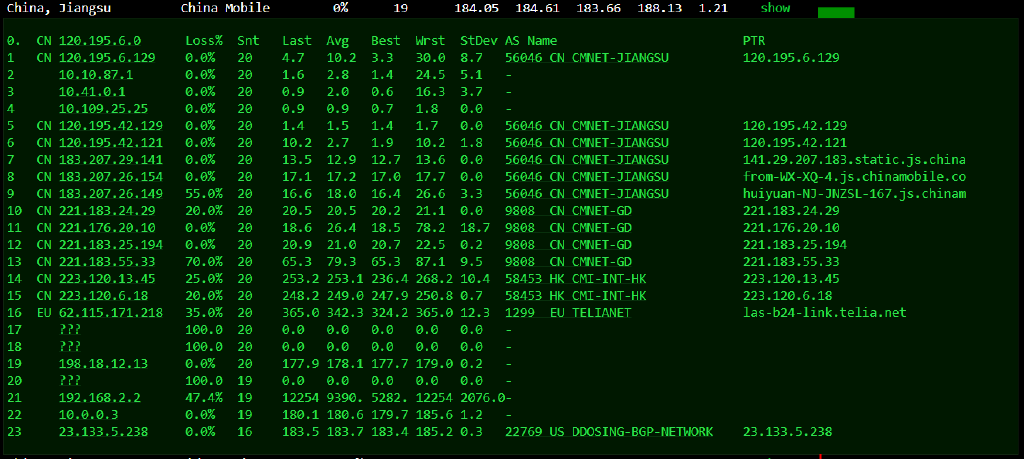 China, Jiangsu China Mobile 0% 19 184.05 184.61 183.66 188.13 1.21 show
0. CN 120.195.6.0 Loss% Snt Last Avg Best Wrst StDev AS Name PTR
1 CN 120.195.6.129 0.0% 20 4.7 10.2 3.3 30.0 8.7 56046 CN CMNET-JIANGSU 120.195.6.129
2 10.10.87.1 0.0% 20 1.6 2.8 1.4 24.5 5.1 -
3 10.41.0.1 0.0% 20 0.9 2.0 0.6 16.3 3.7 -
4 10.109.25.25 0.0% 20 0.9 0.9 0.7 1.8 0.0 -
5 CN 120.195.42.129 0.0% 20 1.4 1.5 1.4 1.7 0.0 56046 CN CMNET-JIANGSU 120.195.42.129
6 CN 120.195.42.121 0.0% 20 10.2 2.7 1.9 10.2 1.8 56046 CN CMNET-JIANGSU 120.195.42.121
7 CN 183.207.29.141 0.0% 20 13.5 12.9 12.7 13.6 0.0 56046 CN CMNET-JIANGSU 141.29.207.183.static.js.china
8 CN 183.207.26.154 0.0% 20 17.1 17.2 17.0 17.7 0.0 56046 CN CMNET-JIANGSU from-WX-XQ-4.js.chinamobile.co
9 CN 183.207.26.149 55.0% 20 16.6 18.0 16.4 26.6 3.3 56046 CN CMNET-JIANGSU huiyuan-NJ-JNZSL-167.js.chinam
10 CN 221.183.24.29 20.0% 20 20.5 20.5 20.2 21.1 0.0 9808 CN CMNET-GD 221.183.24.29
11 CN 221.176.20.10 0.0% 20 18.6 26.4 18.5 78.2 18.7 9808 CN CMNET-GD 221.176.20.10
12 CN 221.183.25.194 0.0% 20 20.9 21.0 20.7 22.5 0.2 9808 CN CMNET-GD 221.183.25.194
13 CN 221.183.55.33 70.0% 20 65.3 79.3 65.3 87.1 9.5 9808 CN CMNET-GD 221.183.55.33
14 CN 223.120.13.45 25.0% 20 253.2 253.1 236.4 268.2 10.4 58453 HK CMI-INT-HK 223.120.13.45
15 CN 223.120.6.18 20.0% 20 248.2 249.0 247.9 250.8 0.7 58453 HK CMI-INT-HK 223.120.6.18
16 EU 62.115.171.218 35.0% 20 365.0 342.3 324.2 365.0 12.3 1299 EU TELIANET las-b24-link.telia.net
17 ??? 100.0 20 0.0 0.0 0.0 0.0 0.0 -
18 ??? 100.0 20 0.0 0.0 0.0 0.0 0.0 -
19 198.18.12.13 0.0% 20 177.9 178.1 177.7 179.0 0.2 -
20 ??? 100.0 19 0.0 0.0 0.0 0.0 0.0 -
21 192.168.2.2 47.4% 19 12254 9390. 5282. 12254 2076.0-
22 10.0.0.3 0.0% 19 180.1 180.6 179.7 185.6 1.2 -
23 23.133.5.238 0.0% 16 183.5 183.7 183.4 185.2 0.3 22769 US DDOSING-BGP-NETWORK 23.133.5.238